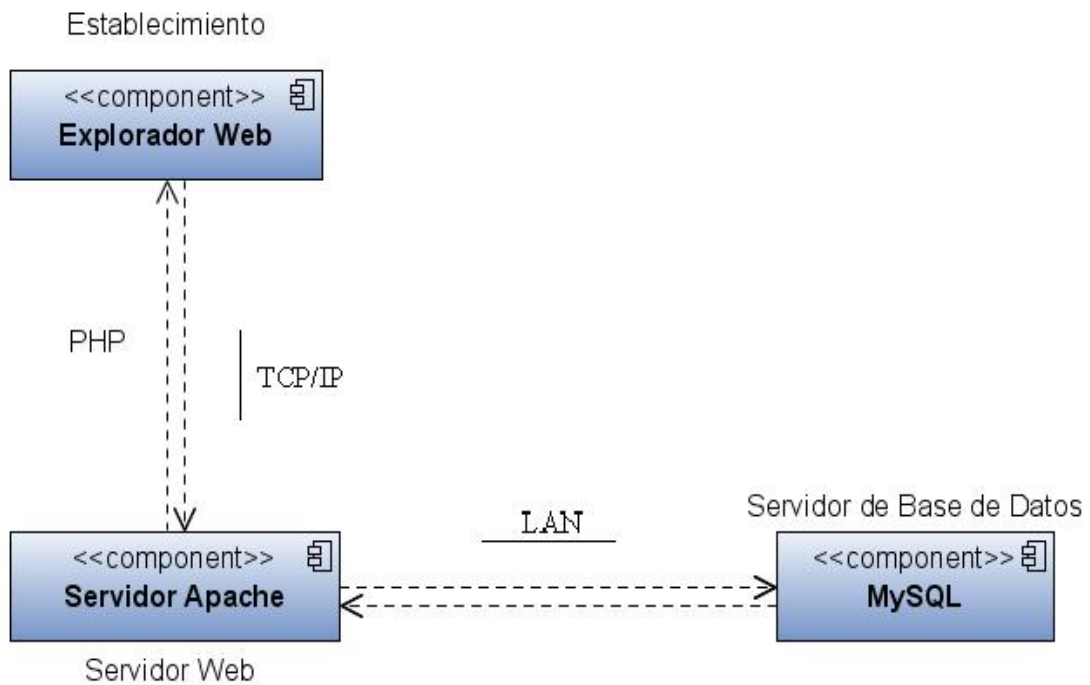 Establecimiento
<<component>>
Explorador Web
PHP
TCP/IP
LAN
Servidor de Base de Datos
<<component>>
Servidor Apache
<<component>>
MySQL
Servidor Web